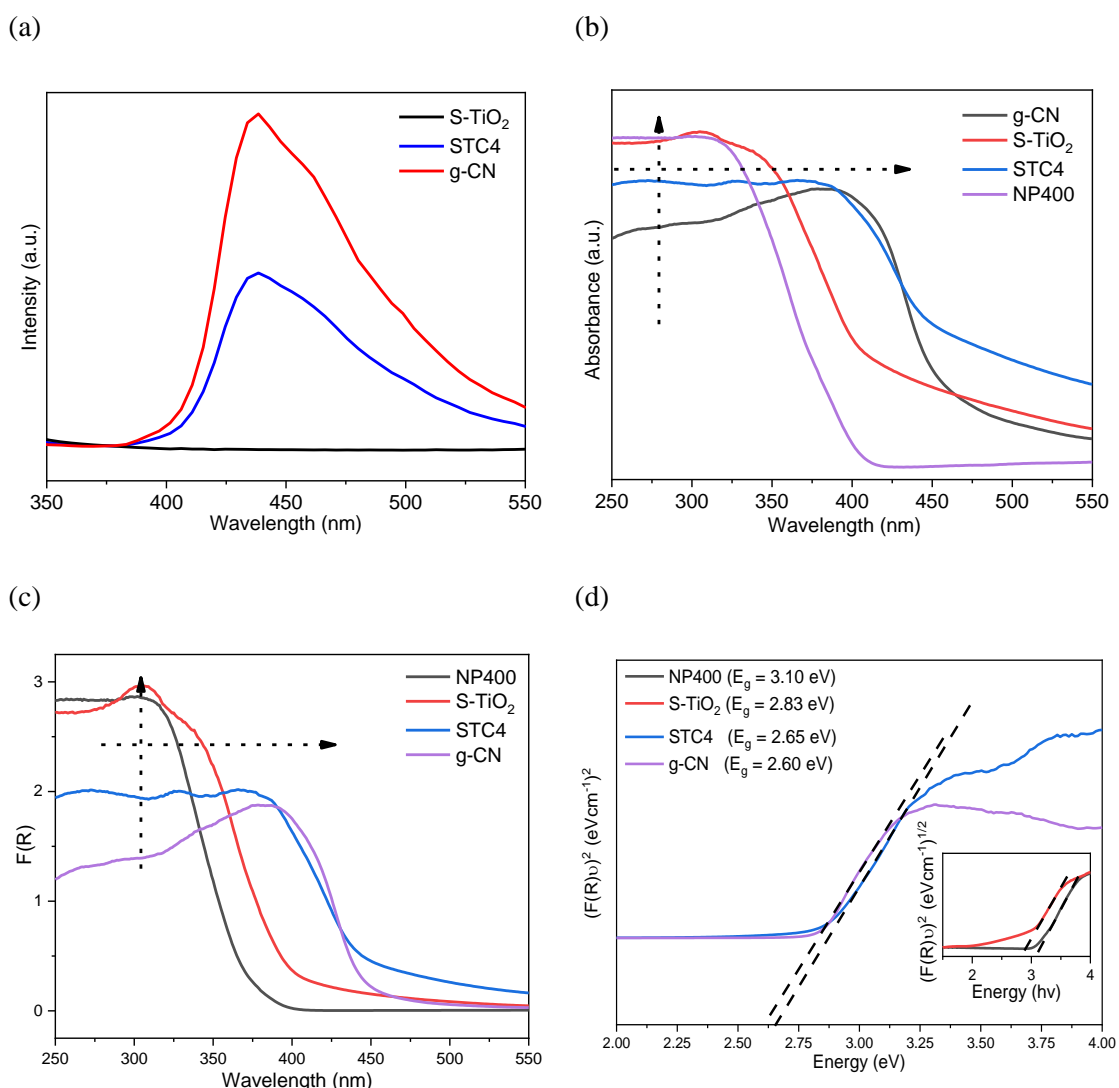 (a)
S-TiO₂
STC4
g-CN
Intensity (a.u.)
350 400 450 500 550
Wavelength (nm)
(b)
g-CN
S-TiO₂
STC4
NP400
Absorbance (a.u.)
250 300 350 400 450 500 550
Wavelength (nm)
(c)
NP400
S-TiO₂
STC4
g-CN
F(R)
3
2
1
0
250 300 350 400 450 500 550
Wavelength (nm)
(d)
NP400 (E_g = 3.10 eV)
S-TiO₂ (E_g = 2.83 eV)
STC4 (E_g = 2.65 eV)
g-CN (E_g = 2.60 eV)
(F(R)υ)² (eVcm⁻¹)²
2.00 2.25 2.50 2.75 3.00 3.25 3.50 3.75 4.00
Energy (eV)
(F(R)υ)² (eVcm⁻¹)^1/2
2 3 4
Energy (hv)